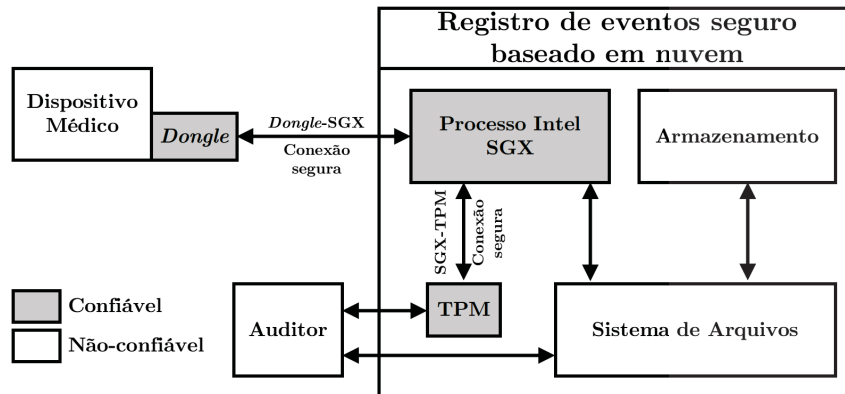 Registro de eventos seguro
baseado em nuvem
Dispositivo
Médico
Dongle
Dongle-SGX
Conexão
segura
Processo Intel
SGX
Armazenamento
SGX-TPM
Conexão
segura
Confiável
Não-confiável
Auditor
TPM
Sistema de Arquivos